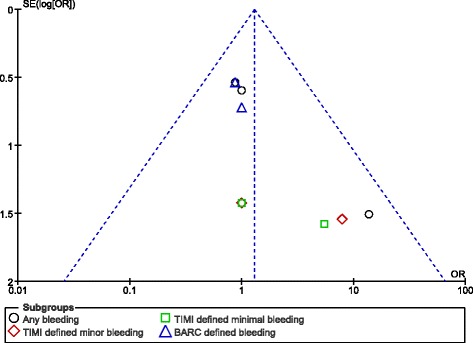 SE(log[OR])
0
0.5
1
1.5
2
OR
0.01 0.1 1 10 100
Subgroups
Any bleeding TIMI defined minimal bleeding
TIMI defined minor bleeding BARC defined bleeding